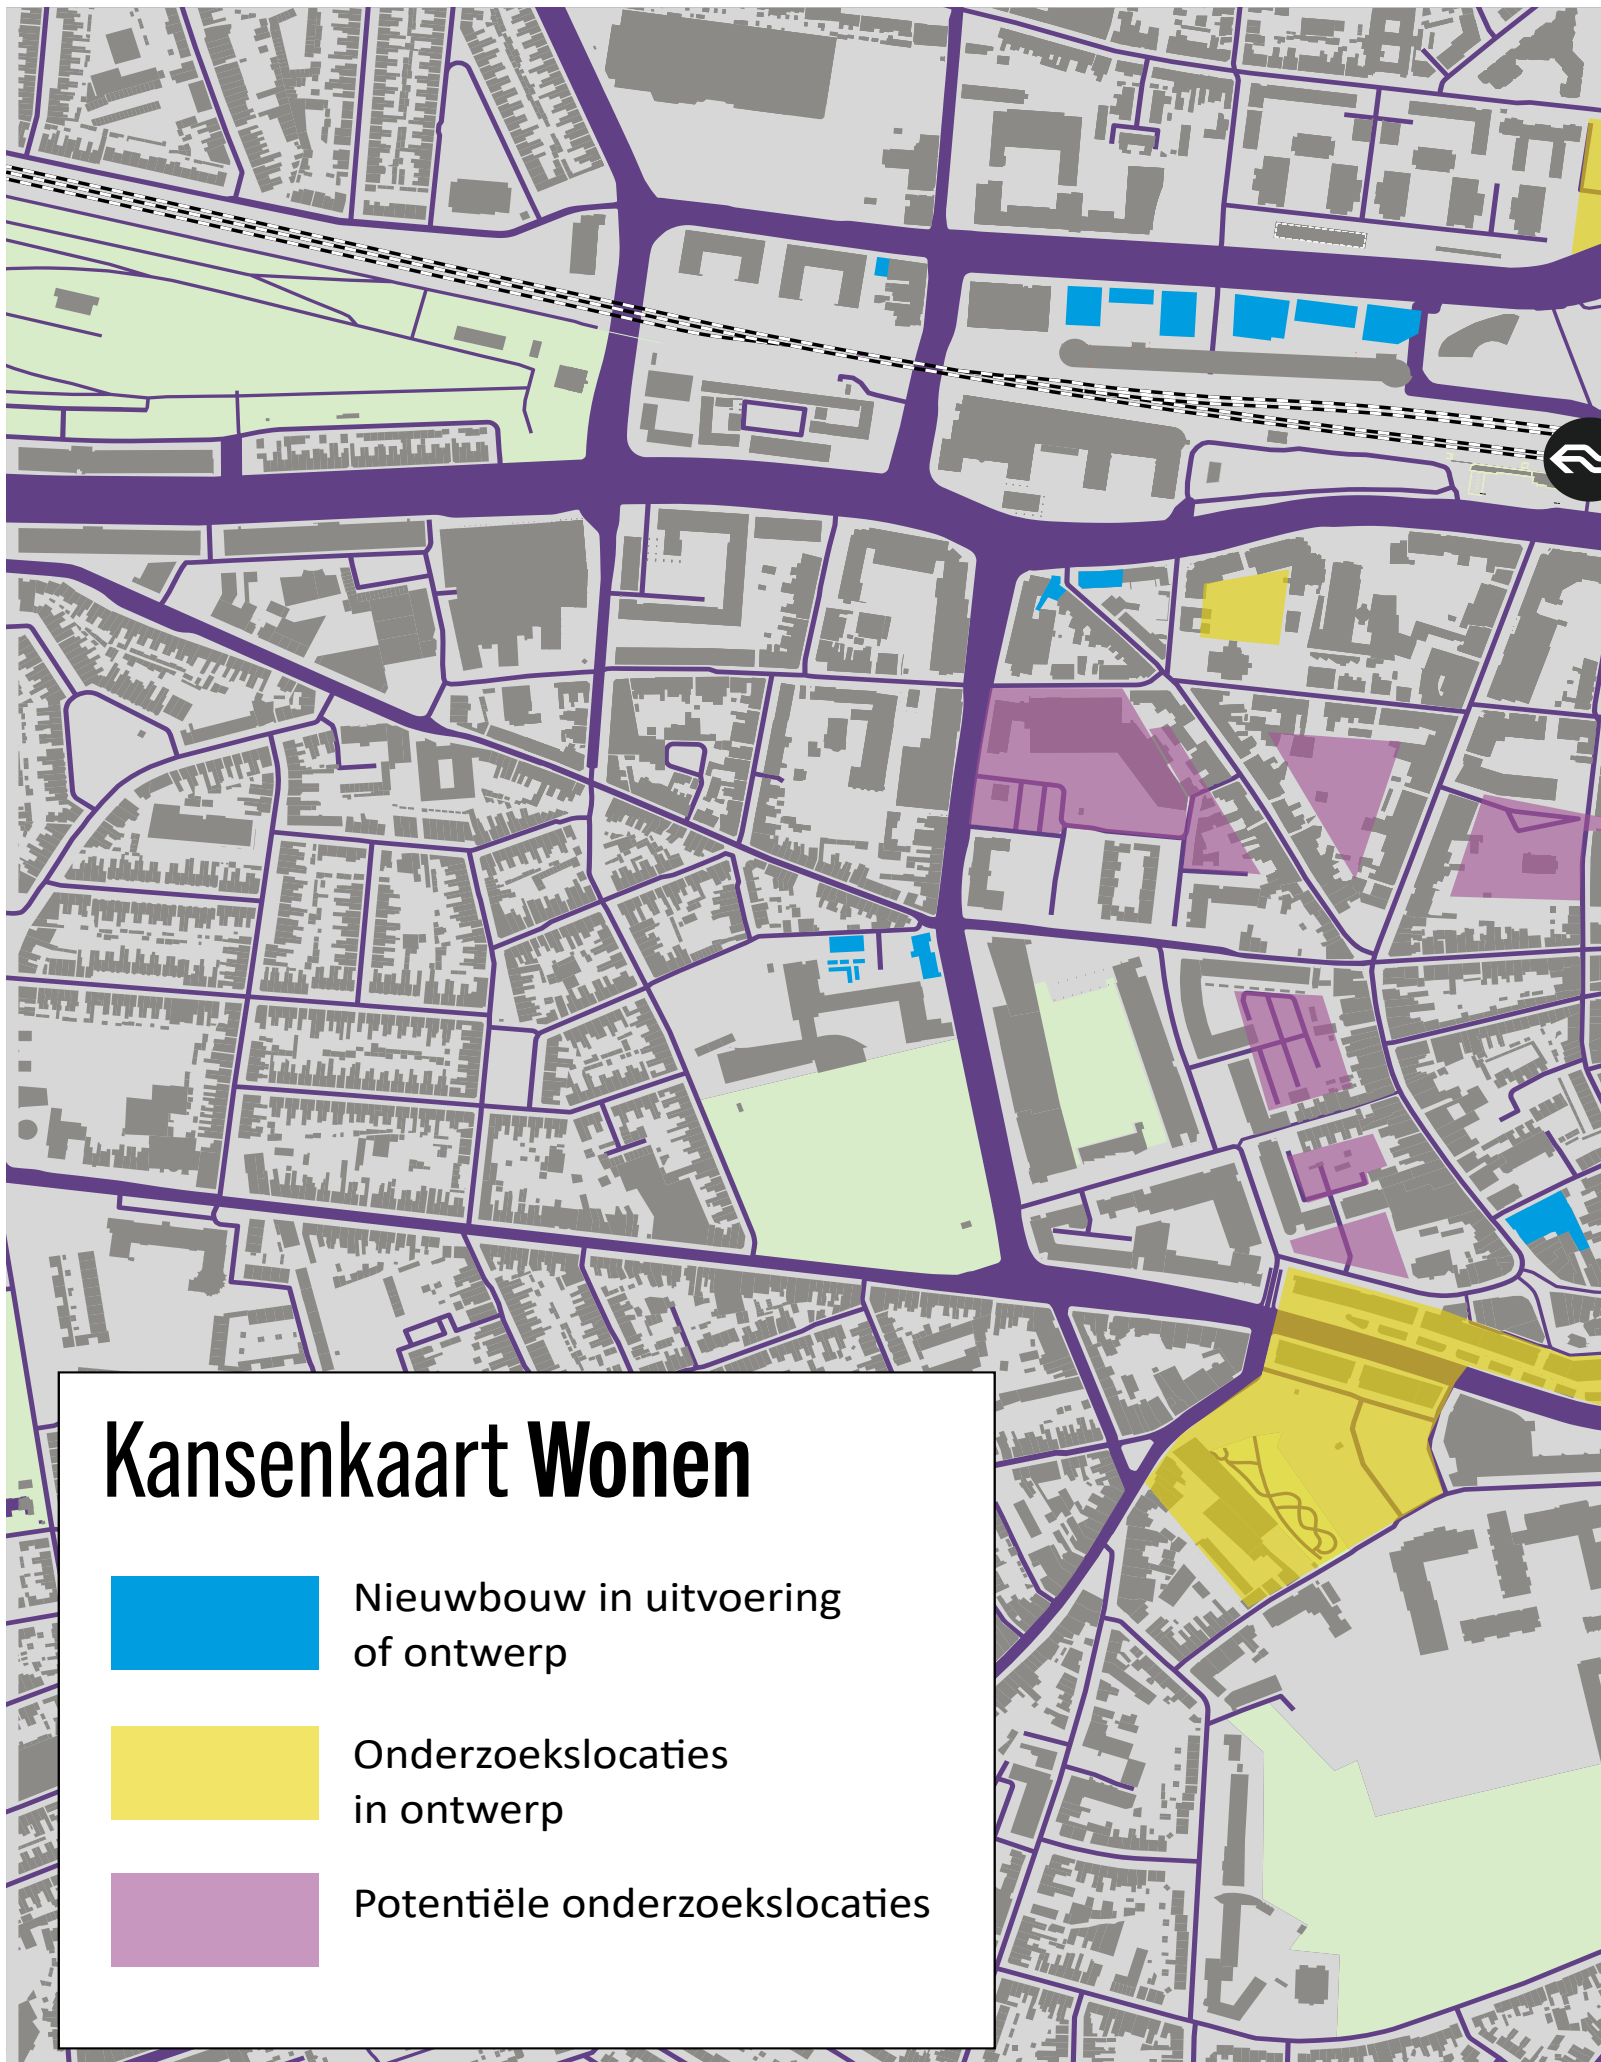 Kansenkaart Wonen
Nieuwbouw in uitvoering
of ontwerp
Onderzoekslocaties
in ontwerp
Potentiële onderzoekslocaties